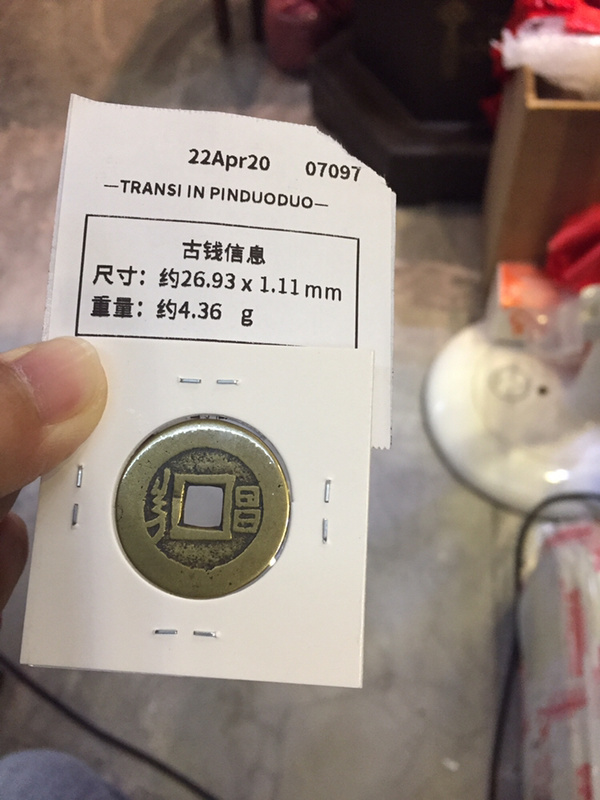 22Apr20 07097
—TRANSI IN PINDUODUO—
古钱信息
尺寸：约26.93 x 1.11 mm
重量：约4.36 g
昌